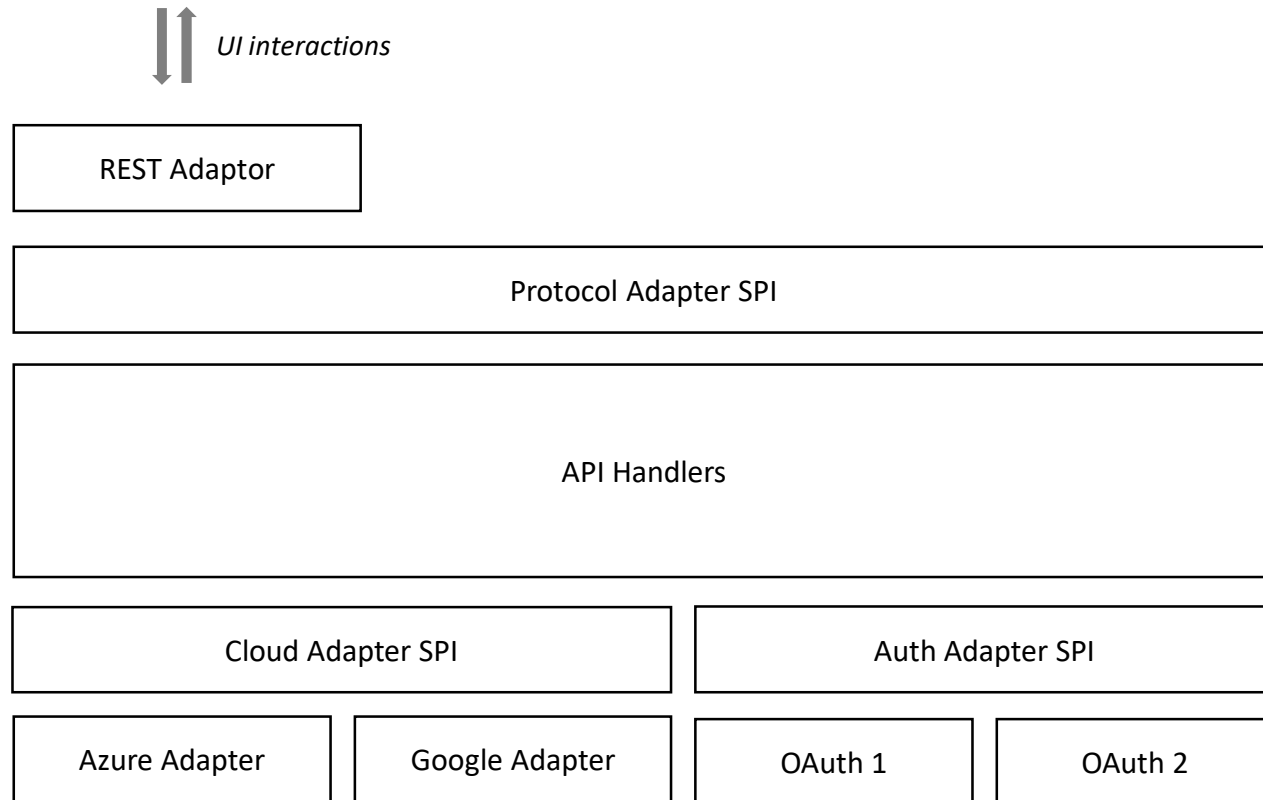 UI interactions
REST Adaptor
Protocol Adapter SPI
API Handlers
Cloud Adapter SPI
Auth Adapter SPI
Azure Adapter
Google Adapter
OAuth 1
OAuth 2